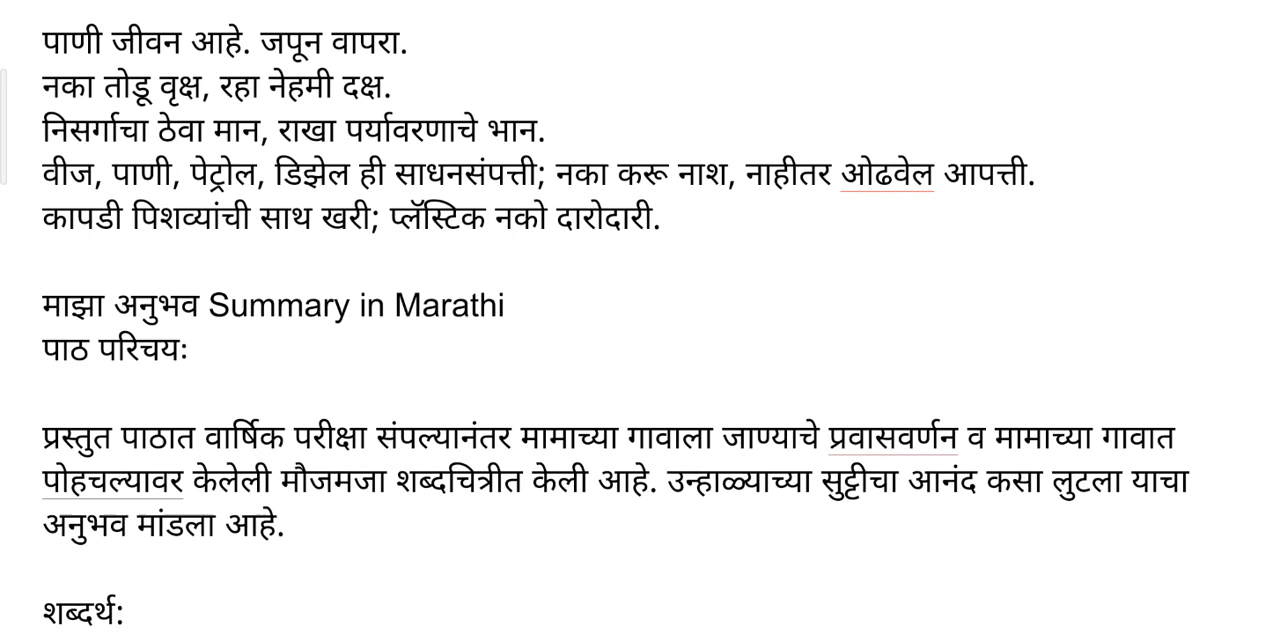 पाणी जीवन आहे. जपून वापरा.
नका तोडू वृक्ष, रहा नेहमी दक्ष.
निसर्गाचा ठेवा मान, राखा पर्यावरणाचे भान.
वीज, पाणी, पेट्रोल, डिझेल ही साधनसंपत्ती; नका करू नाश, नाहीतर ओढवेल आपत्ती.
कापडी पिशव्यांची साथ खरी; प्लॅस्टिक नको दारोदारी.
माझा अनुभव Summary in Marathi
पाठ परिचयः
प्रस्तुत पाठात वार्षिक परीक्षा संपल्यानंतर मामाच्या गावाला जाण्याचे प्रवासवर्णन व मामाच्या गावात
पोहचल्यावर केलेली मौजमजा शब्दचित्रीत केली आहे. उन्हाळ्याच्या सुट्टीचा आनंद कसा लुटला याचा
अनुभव मांडला आहे.
शब्दर्थ: